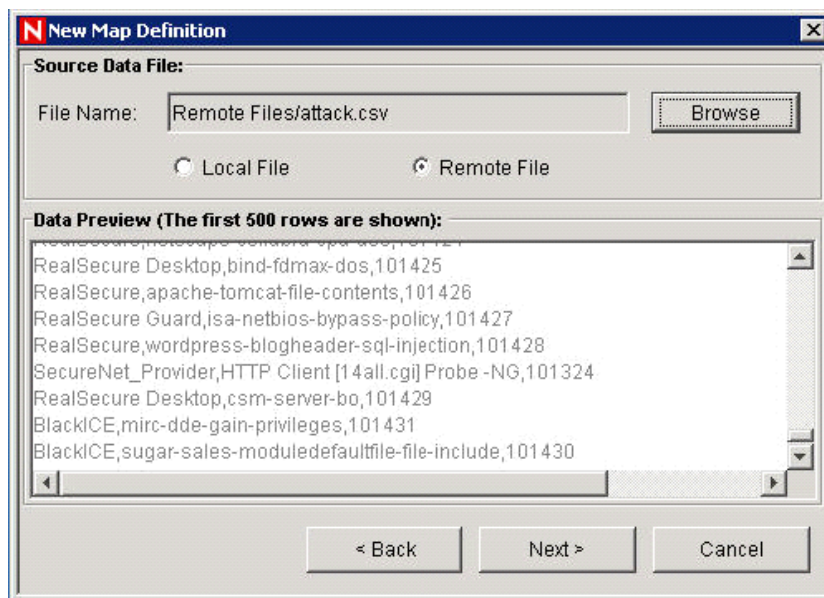 N New Map Definition
Source Data File:
File Name: Remote Files/attack.csv Browse
Local File Remote File
Data Preview (The first 500 rows are shown):
RealSecure Desktop,bind-fdmax-dos,101425
RealSecure,apache-tomcat-file-contents,101426
RealSecure Guard,isa-netbios-bypass-policy,101427
RealSecure,wordpress-blogheader-sql-injection,101428
SecureNet_Provider,HTTP Client [14all.cgi] Probe -NG,101324
RealSecure Desktop,csm-server-bo,101429
BlackICE,mirc-dde-gain-privileges,101431
BlackICE,sugar-sales-moduledefaultfile-file-include,101430
< Back Next > Cancel